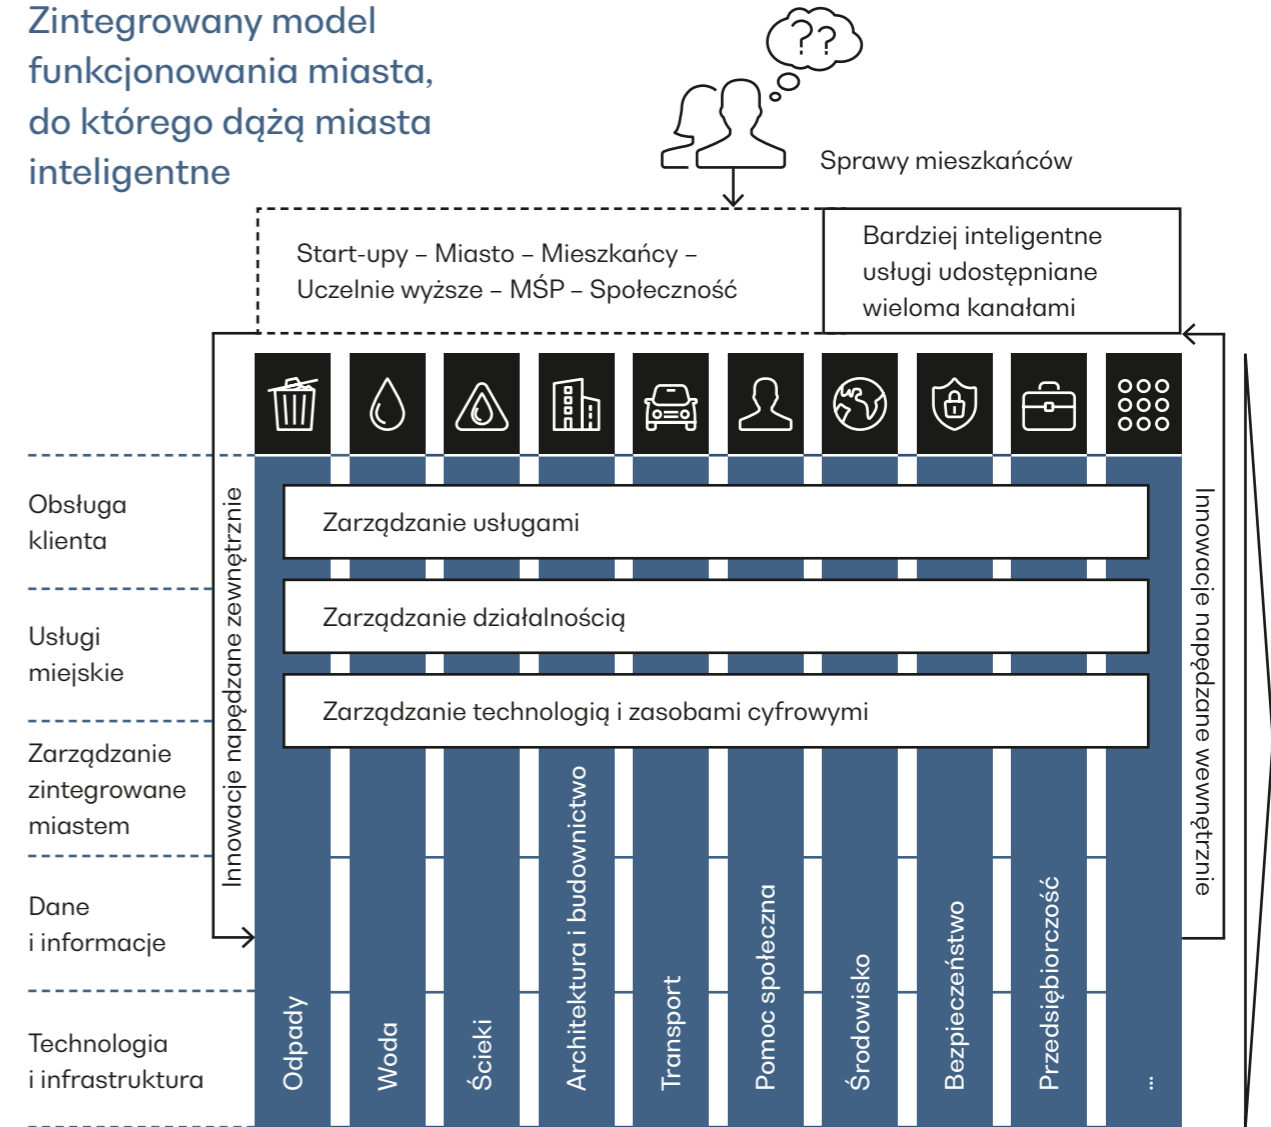 Zintegrowany model
funkcjonowania miasta,
do którego dążą miasta
inteligentne
??
Sprawy mieszkańców
Start-upy – Miasto – Mieszkańcy –
Uczelnie wyższe – MŚP – Społeczność
Bardziej inteligentne
usługi udostępniane
wieloma kanałami
Obsługa
klienta
Usługi
miejskie
Zarządzanie
zintegrowane
miastem
Dane
i informacje
Technologia
i infrastruktura
Innowacje napędzane zewnętrznie
Zarządzanie usługami
Zarządzanie działalnością
Zarządzanie technologią i zasobami cyfrowymi
Odpady
Woda
Ścieki
Architektura i budownictwo
Transport
Pomoc społeczna
Środowisko
Bezpieczeństwo
Przedsiębiorczość
...
Innowacje napędzane wewnętrznie